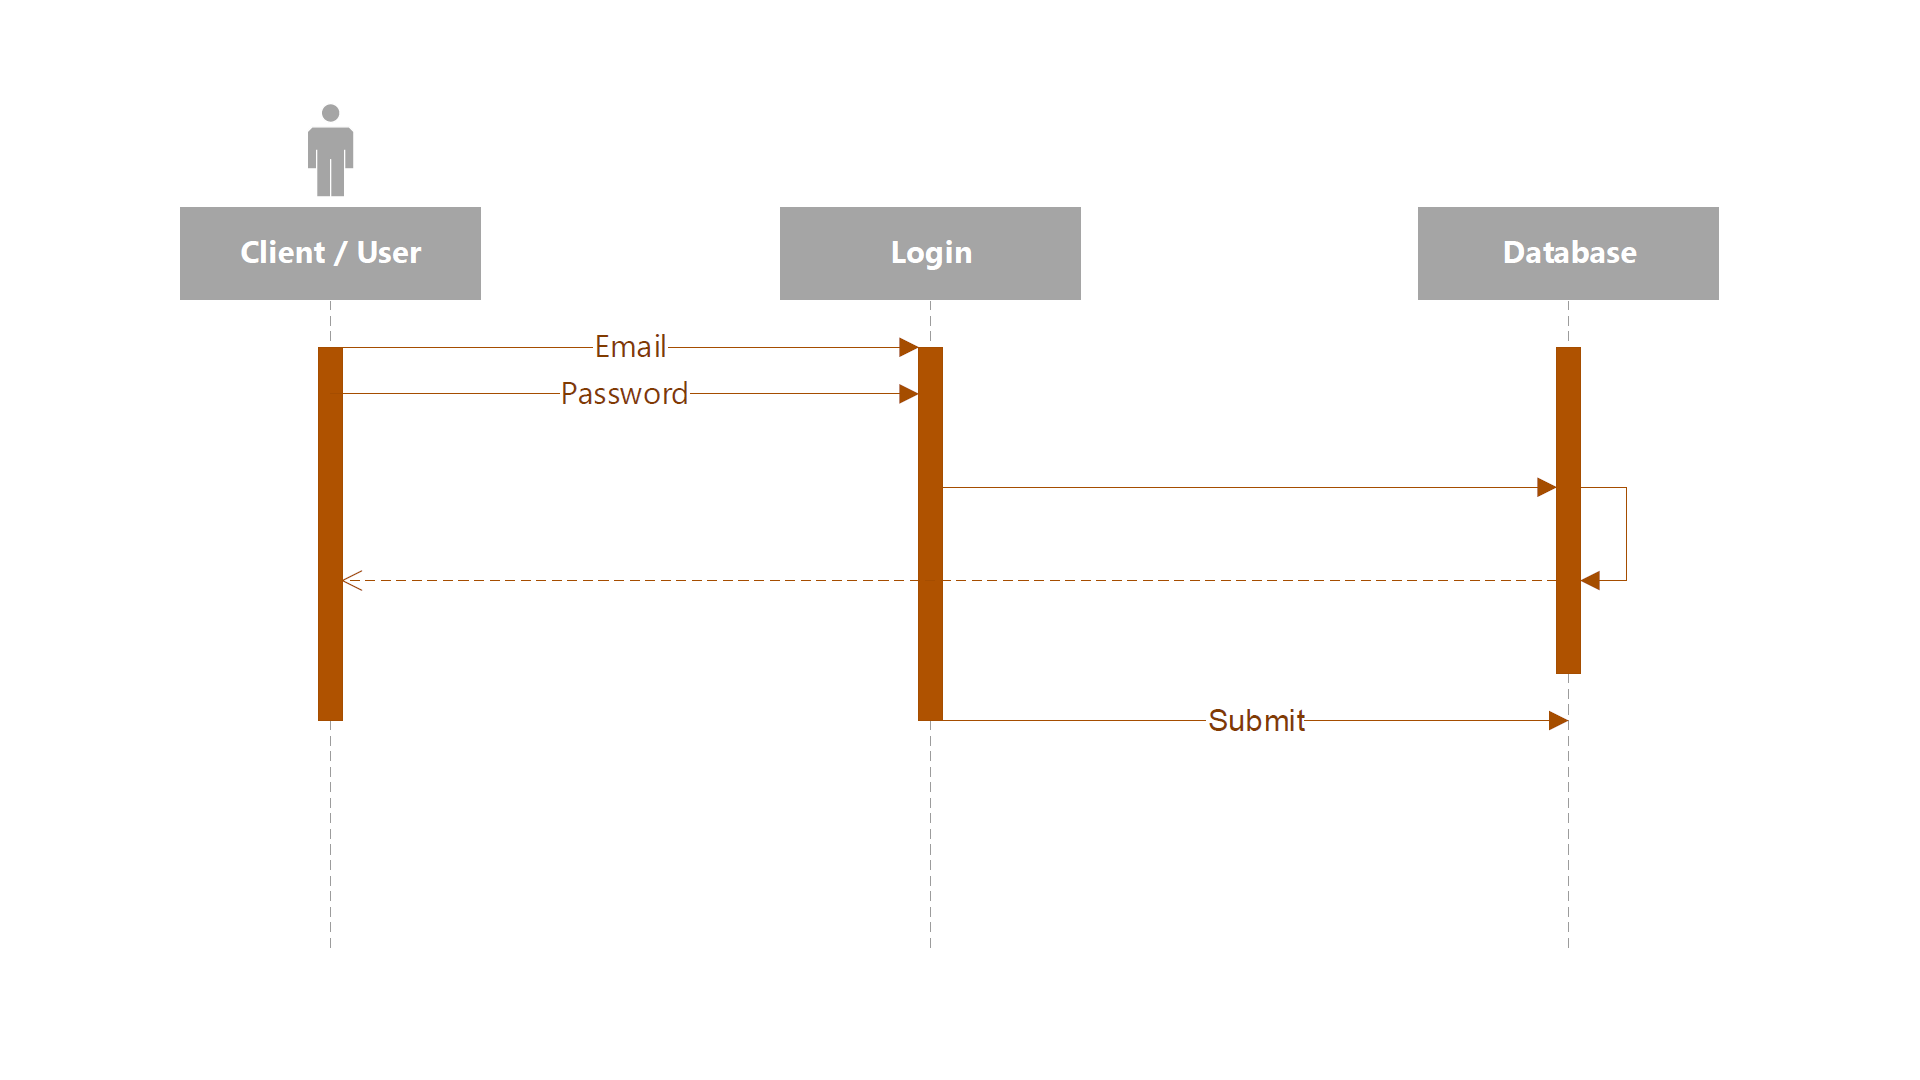 Client / User
Login
Database
Email
Password
Submit